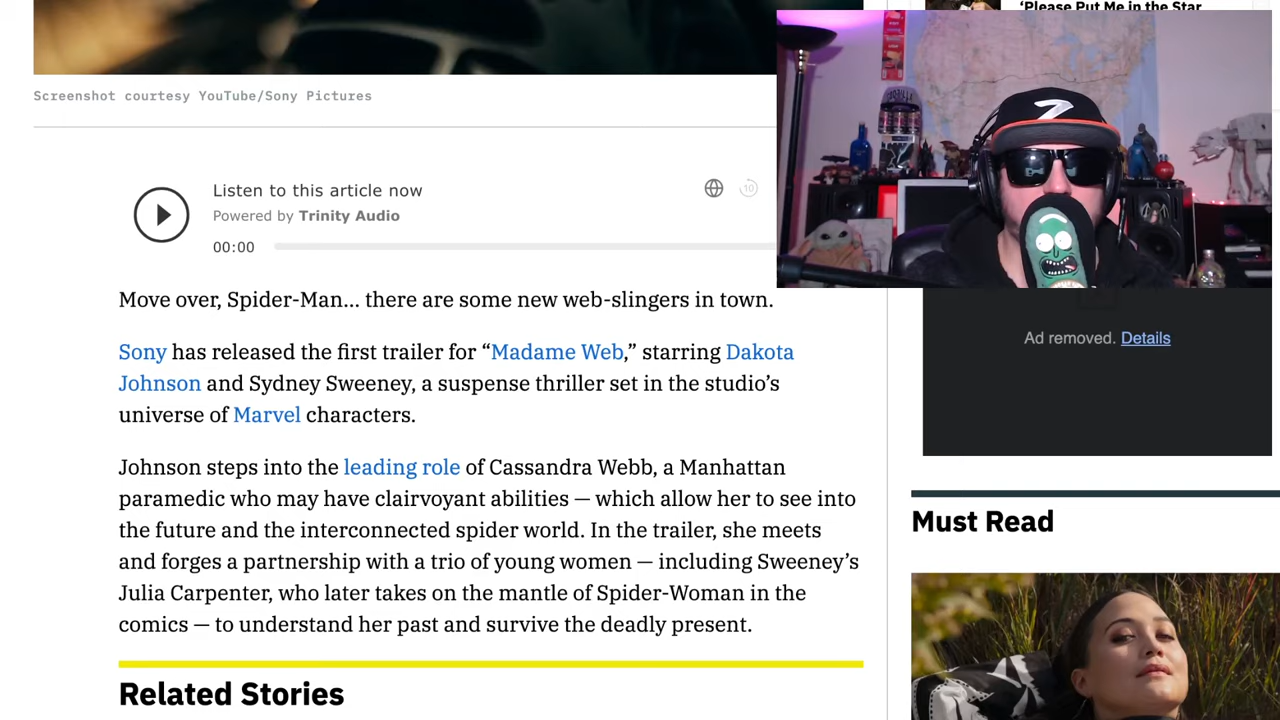 ‘Please Put Me in the Star
Screenshot courtesy YouTube/Sony Pictures
Listen to this article now
10
Powered by Trinity Audio
00:00
Move over, Spider-Man… there are some new web-slingers in town.
Sony has released the first trailer for “Madame Web,” starring Dakota
Johnson and Sydney Sweeney, a suspense thriller set in the studio’s
universe of Marvel characters.
Johnson steps into the leading role of Cassandra Webb, a Manhattan
paramedic who may have clairvoyant abilities — which allow her to see into
the future and the interconnected spider world. In the trailer, she meets
and forges a partnership with a trio of young women — including Sweeney’s
Julia Carpenter, who later takes on the mantle of Spider-Woman in the
comics — to understand her past and survive the deadly present.
Related Stories
Ad removed. Details
Must Read